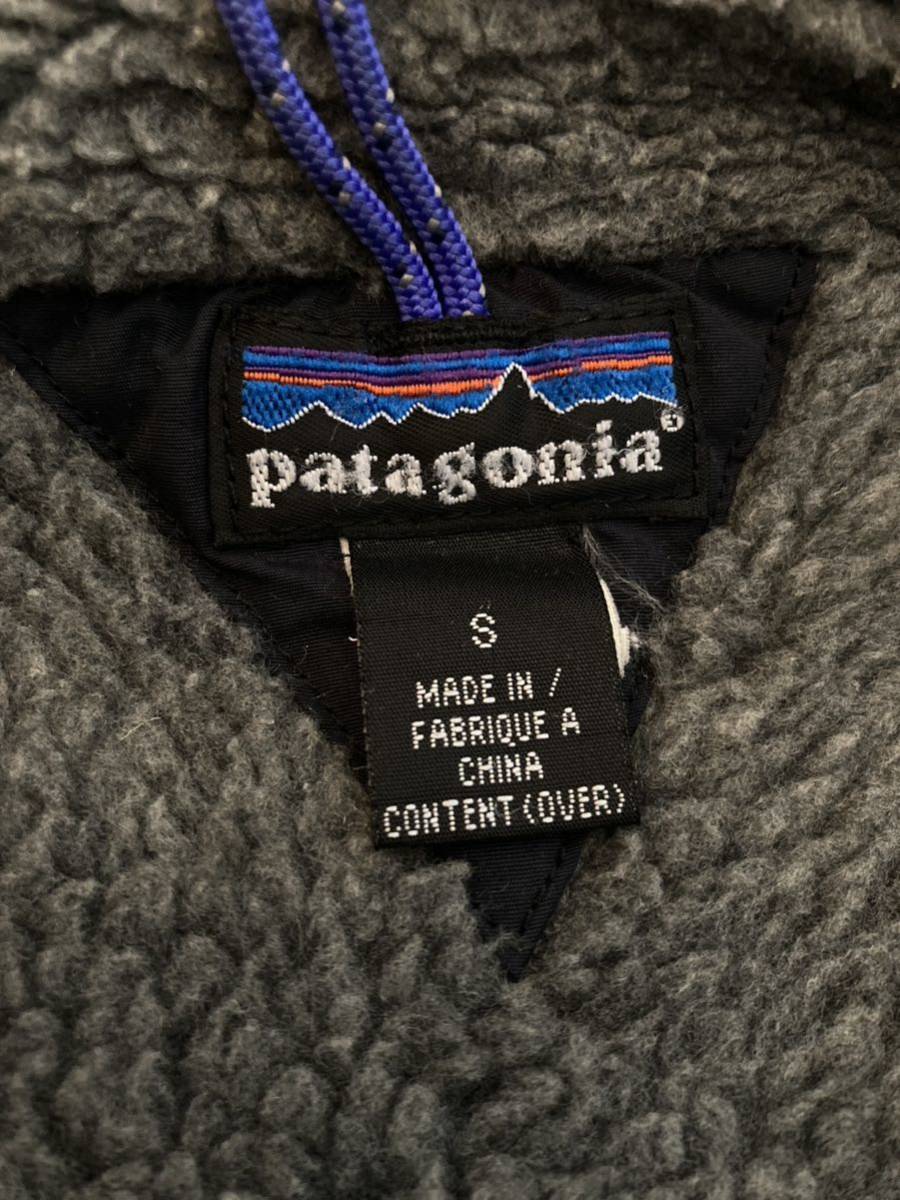 patagonia®
S
MADE IN /
FABRIQUE A
CHINA
CONTENT (OVER)